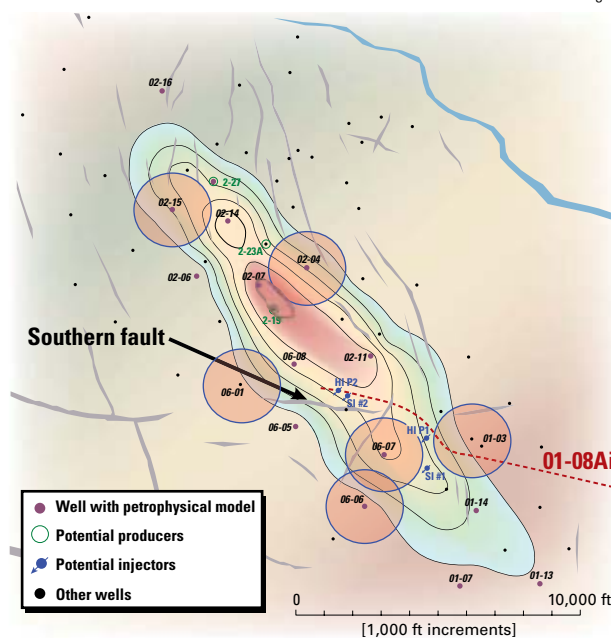 02-16
2-27
02-15
02-14
2-23A
02-04
02-06
02-07
2-19
Southern fault
02-11
06-08
HI P2
06-01
SI #2
HI P1
06-05
01-03
06-07
01-08Ai
SI #1
06-06
01-14
Well with petrophysical model
Potential producers
Potential injectors
Other wells
01-07
01-13
0
10,000 ft
[1,000 ft increments]